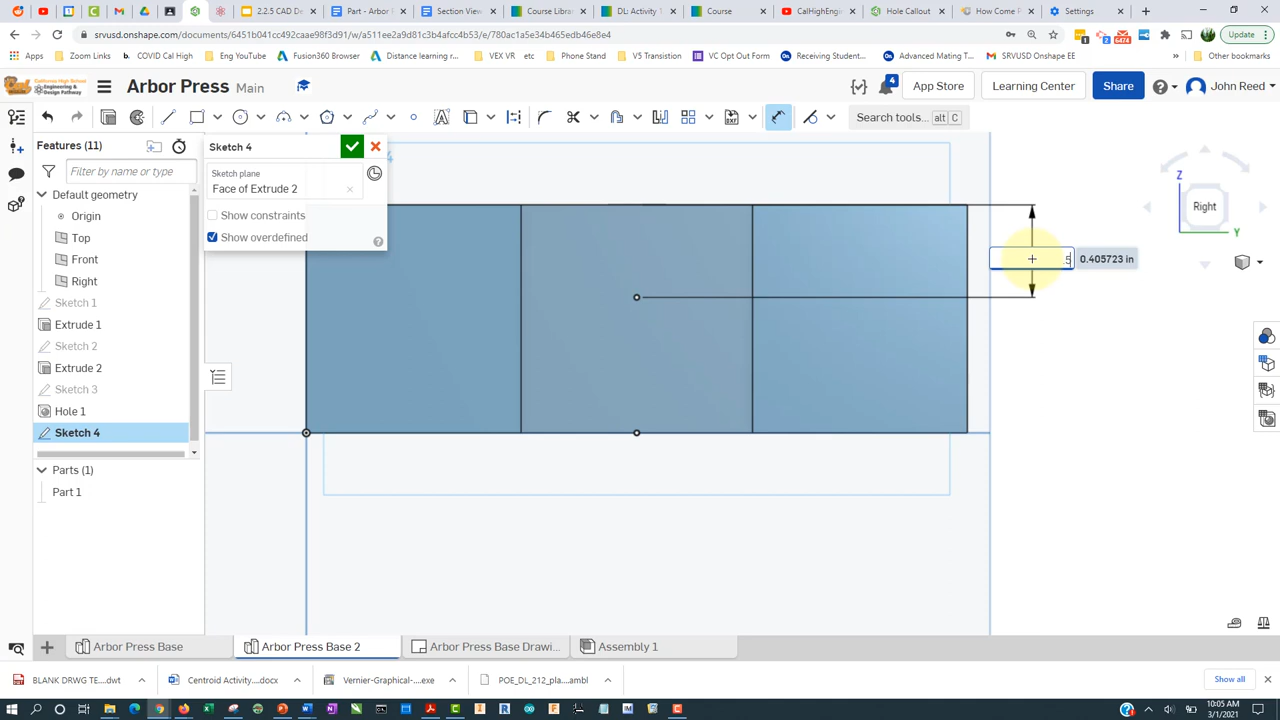 2.2.5 CAD De
Part - Arbor Pr
Section View
Course Librar
DL: Activity T
Course
CalHighEngin
Hole Callout
How Come P
Settings
srvusd.onshape.com/documents/6451b041cc492caae98f3d91/w/a511ee2a9d81c3b4afcc4b53/e/780ac1a5e34b465edb46e8e4
Update
Apps
Zoom Links
COVID Cal High
Eng YouTube
Fusion360 Browser
Distance learning r...
VEX VR
etc
Phone Stand
V5 Transition
VC Opt Out Form
Receiving Student...
Advanced Mating T...
SRVUSD Onshape EE
Other bookmarks
Arbor Press Main
4
App Store
Learning Center
Share
John Reed
Search tools... alt C
Features (11)
Filter by name or type
Default geometry
Origin
Top
Front
Right
Sketch 1
Extrude 1
Sketch 2
Extrude 2
Sketch 3
Hole 1
Sketch 4
Parts (1)
Part 1
Sketch 4
Sketch plane
Face of Extrude 2
Show constraints
Show overdefined
.5
0.405723 in
Z
Right
Y
Arbor Press Base
Arbor Press Base 2
Arbor Press Base Drawi...
Assembly 1
BLANK DRWG TE....dwt
Centroid Activity....docx
Vernier-Graphical-....exe
POE_DL_212_pla....ambl
Show all
10:05 AM
3/1/2021